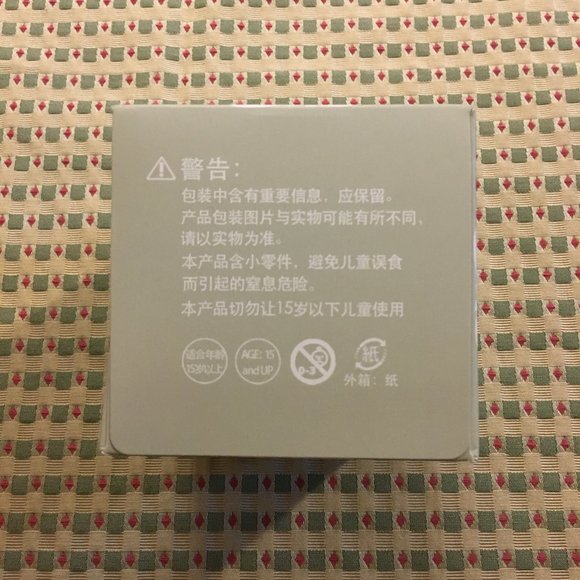 警告：
包装中含有重要信息，应保留。
产品包装图片与实物可能有所不同，
请以实物为准。
本产品含小零件，避免儿童误食
而引起的窒息危险。
本产品切勿让15岁以下儿童使用
适合年龄
15岁以上
AGE: 15
and UP
0-3
紙
外箱：纸